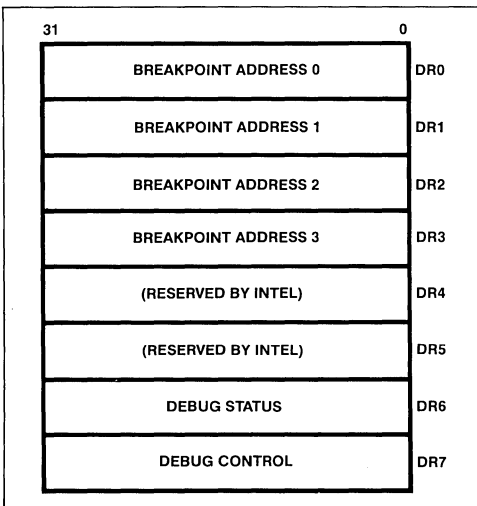 31 0
BREAKPOINT ADDRESS 0 DR0
BREAKPOINT ADDRESS 1 DR1
BREAKPOINT ADDRESS 2 DR2
BREAKPOINT ADDRESS 3 DR3
(RESERVED BY INTEL) DR4
(RESERVED BY INTEL) DR5
DEBUG STATUS DR6
DEBUG CONTROL DR7